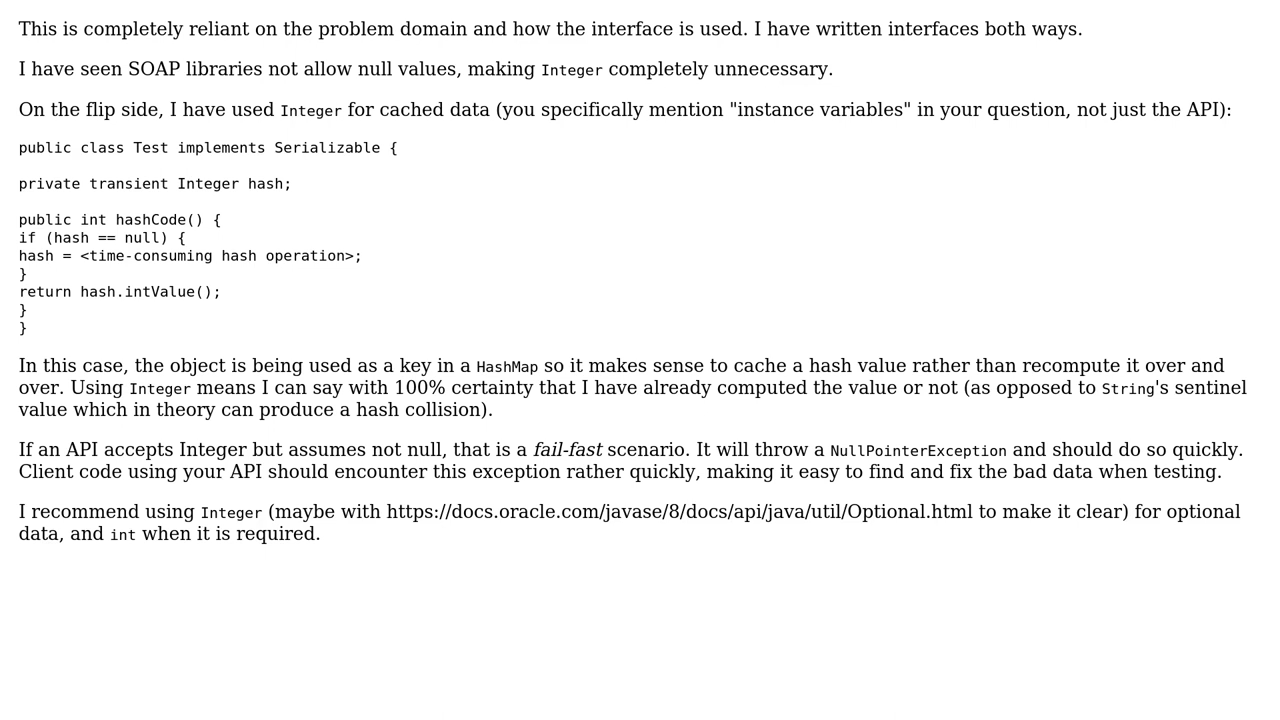 This is completely reliant on the problem domain and how the interface is used. I have written interfaces both ways.
I have seen SOAP libraries not allow null values, making Integer completely unnecessary.
On the flip side, I have used Integer for cached data (you specifically mention "instance variables" in your question, not just the API):
public class Test implements Serializable {
private transient Integer hash;
public int hashCode() {
if (hash == null) {
hash = <time-consuming hash operation>;
}
return hash.intValue();
}
}
In this case, the object is being used as a key in a HashMap so it makes sense to cache a hash value rather than recompute it over and
over. Using Integer means I can say with 100% certainty that I have already computed the value or not (as opposed to String's sentinel
value which in theory can produce a hash collision).
If an API accepts Integer but assumes not null, that is a fail-fast scenario. It will throw a NullPointerException and should do so quickly.
Client code using your API should encounter this exception rather quickly, making it easy to find and fix the bad data when testing.
I recommend using Integer (maybe with https://docs.oracle.com/javase/8/docs/api/java/util/Optional.html to make it clear) for optional
data, and int when it is required.